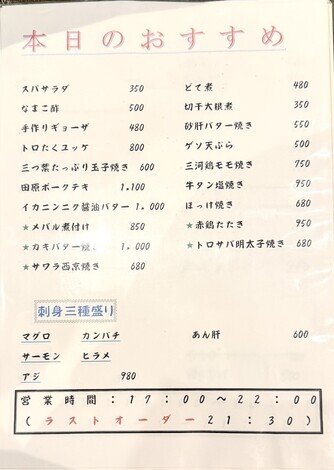 本日のおすすめ
スパサラダ 350
なまこ酢 500
手作りギョーザ 480
トロたくユッケ 800
三つ葉たっぷり玉子焼き 600
田原ポークテキ 1.100
イカニンニク醤油バター 1.000
★メバル煮付け 850
★カキバター焼き 1.000
★サワラ西京焼き 680
どて煮 480
切干大根煮 350
砂肝バター焼き 550
ゲソ天ぷら 500
三河鶏モモ焼き 750
牛タン塩焼き 950
ほっけ焼き 680
★赤鶏たたき 950
★トロサバ明太子焼き 680
刺身三種盛り
マグロ カンパチ
サーモン ヒラメ
アジ 980
あん肝 600
営業時間：17：00～22：00
（ラストオーダー21：30）